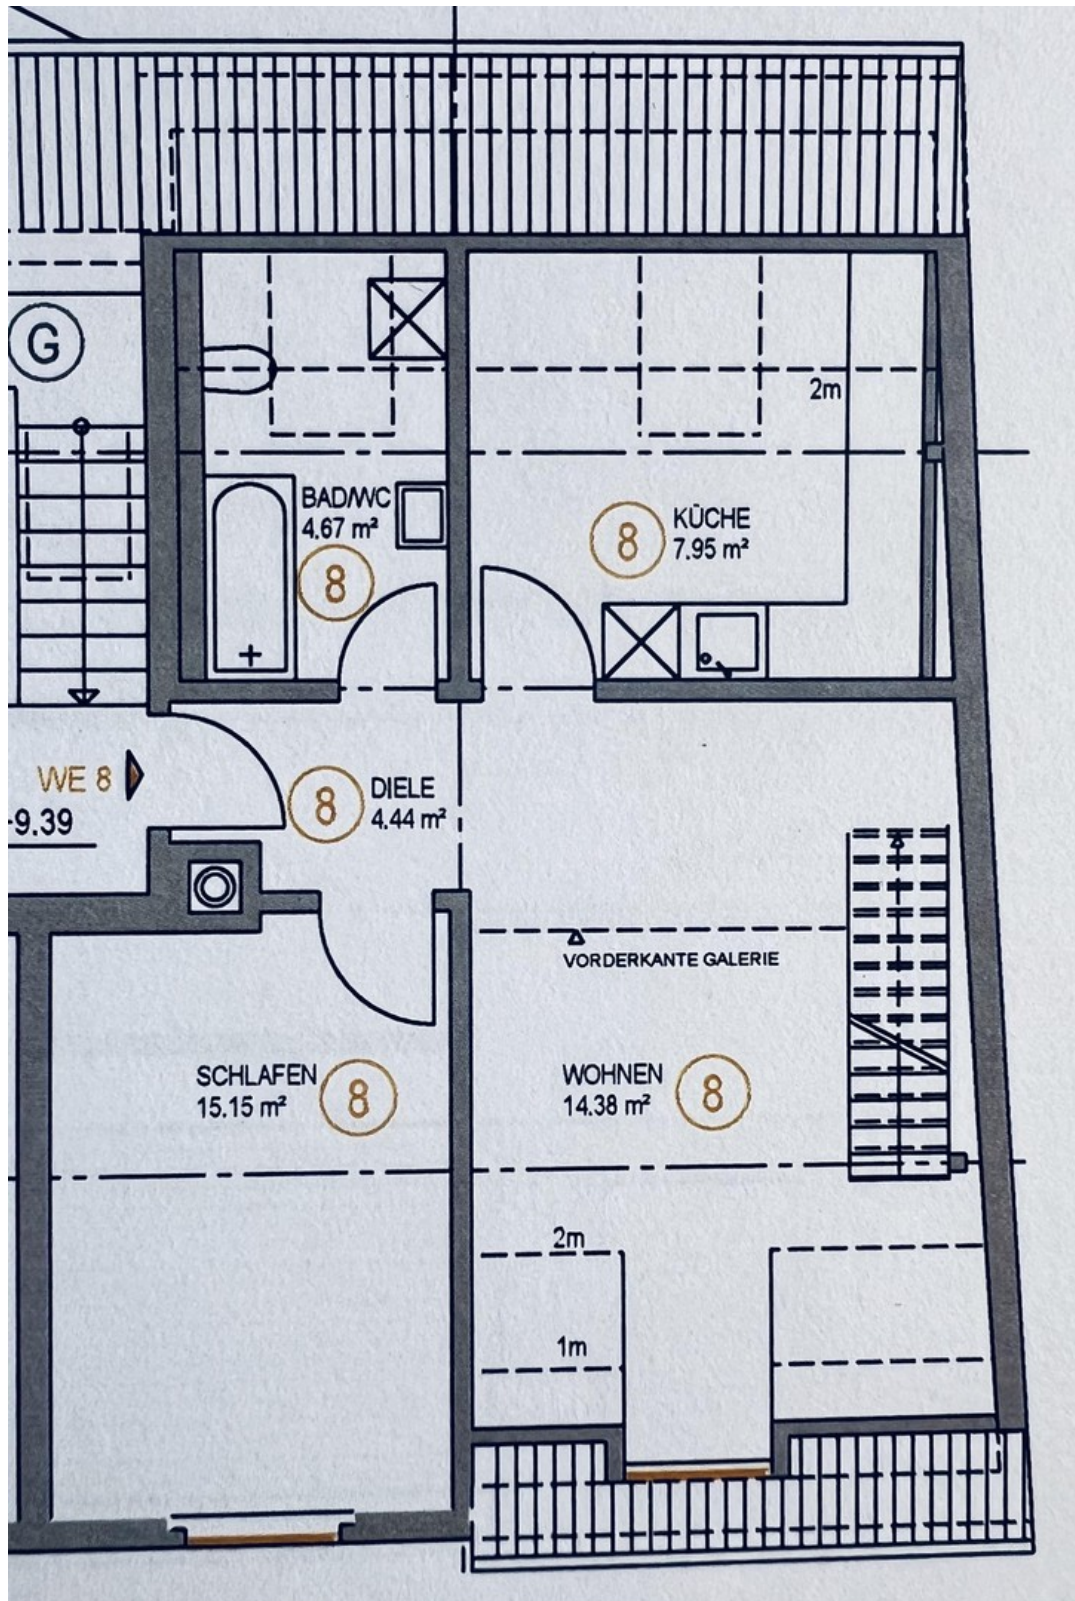 G
2m
BAD/WC
4.67 m²
8
KÜCHE
7.95 m²
8
WE 8
-9.39
DIELE
4.44 m²
8
VORDERKANTE GALERIE
SCHLAFEN
15.15 m²
8
WOHNEN
14.38 m²
8
2m
1m